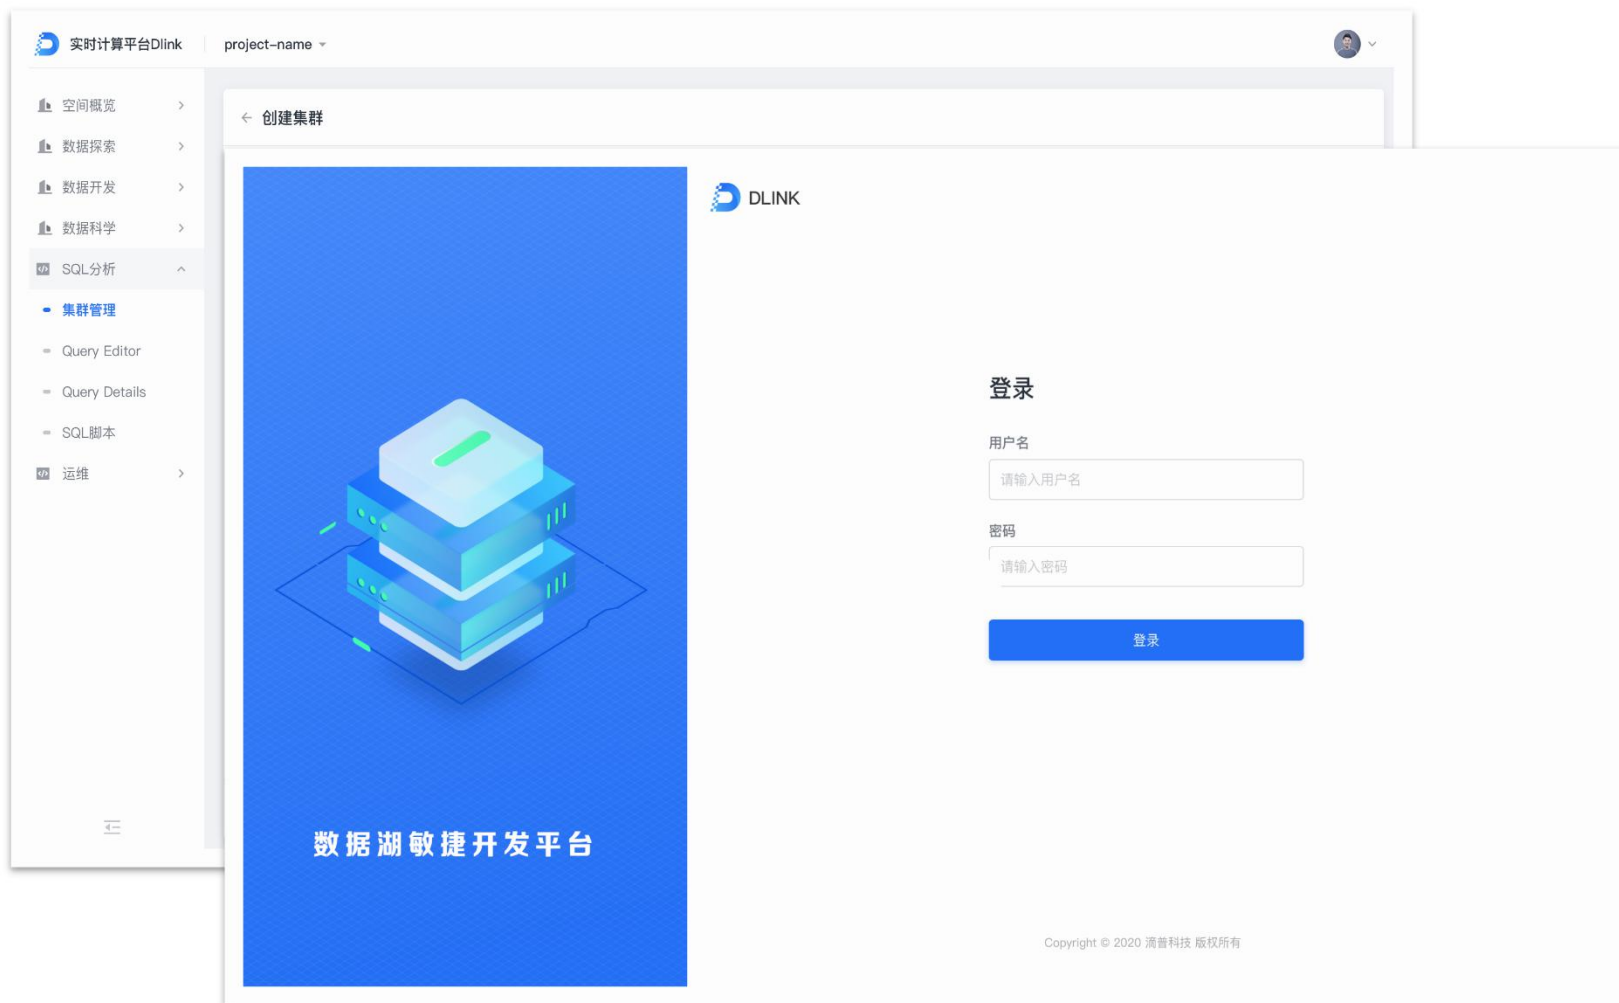 实时计算平台Dlink
project-name
空间概览
数据探索
数据开发
数据科学
SQL分析
集群管理
Query Editor
Query Details
SQL脚本
运维
创建集群
数据湖敏捷开发平台
DLINK
登录
用户名
请输入用户名
密码
请输入密码
登录
Copyright © 2020 滴普科技 版权所有